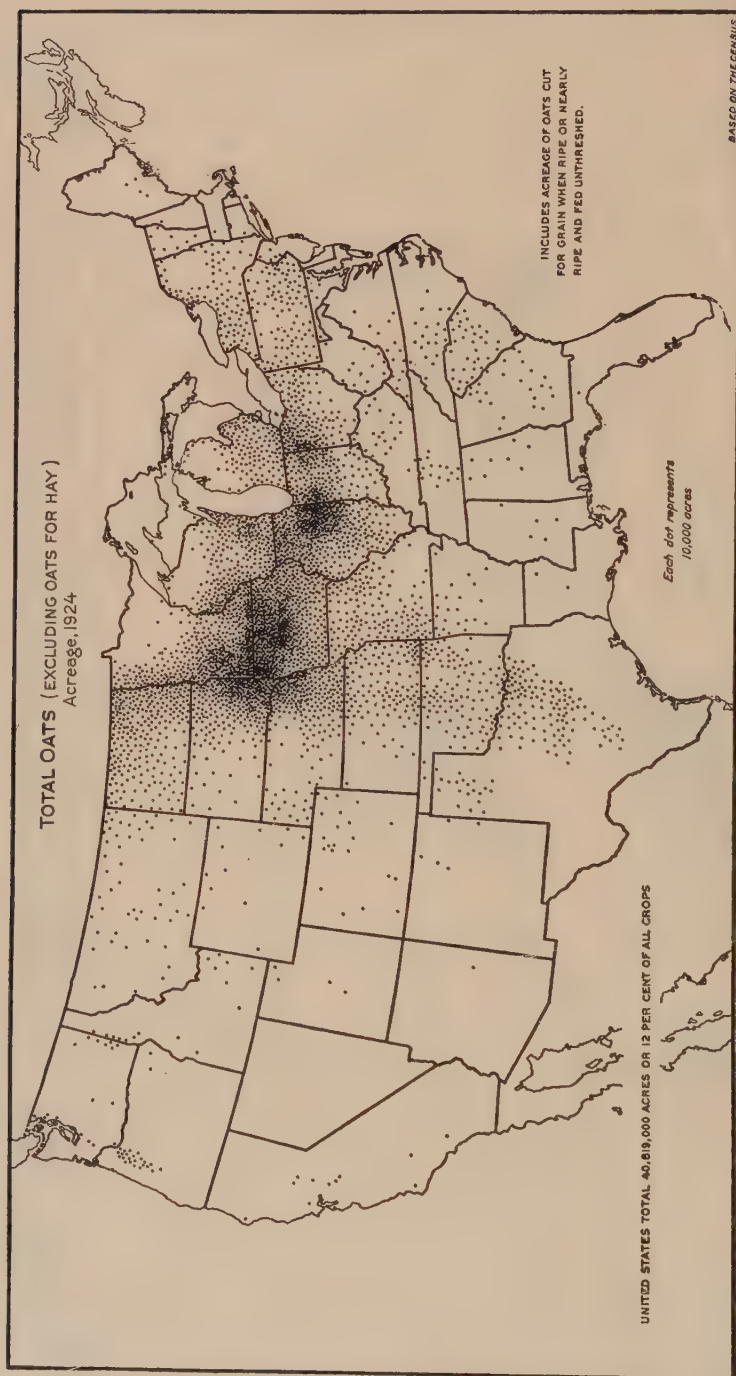 TOTAL OATS (EXCLUDING OATS FOR HAY)
Acreage, 1924
INCLUDES ACREAGE OF OATS CUT
FOR GRAIN WHEN RIPE OR NEARLY
RIPE AND FED UNTHRESHED.
Each dot represents
10,000 acres
UNITED STATES TOTAL 40,819,000 ACRES OR 12 PER CENT OF ALL CROPS
BASED ON THE CENSUS